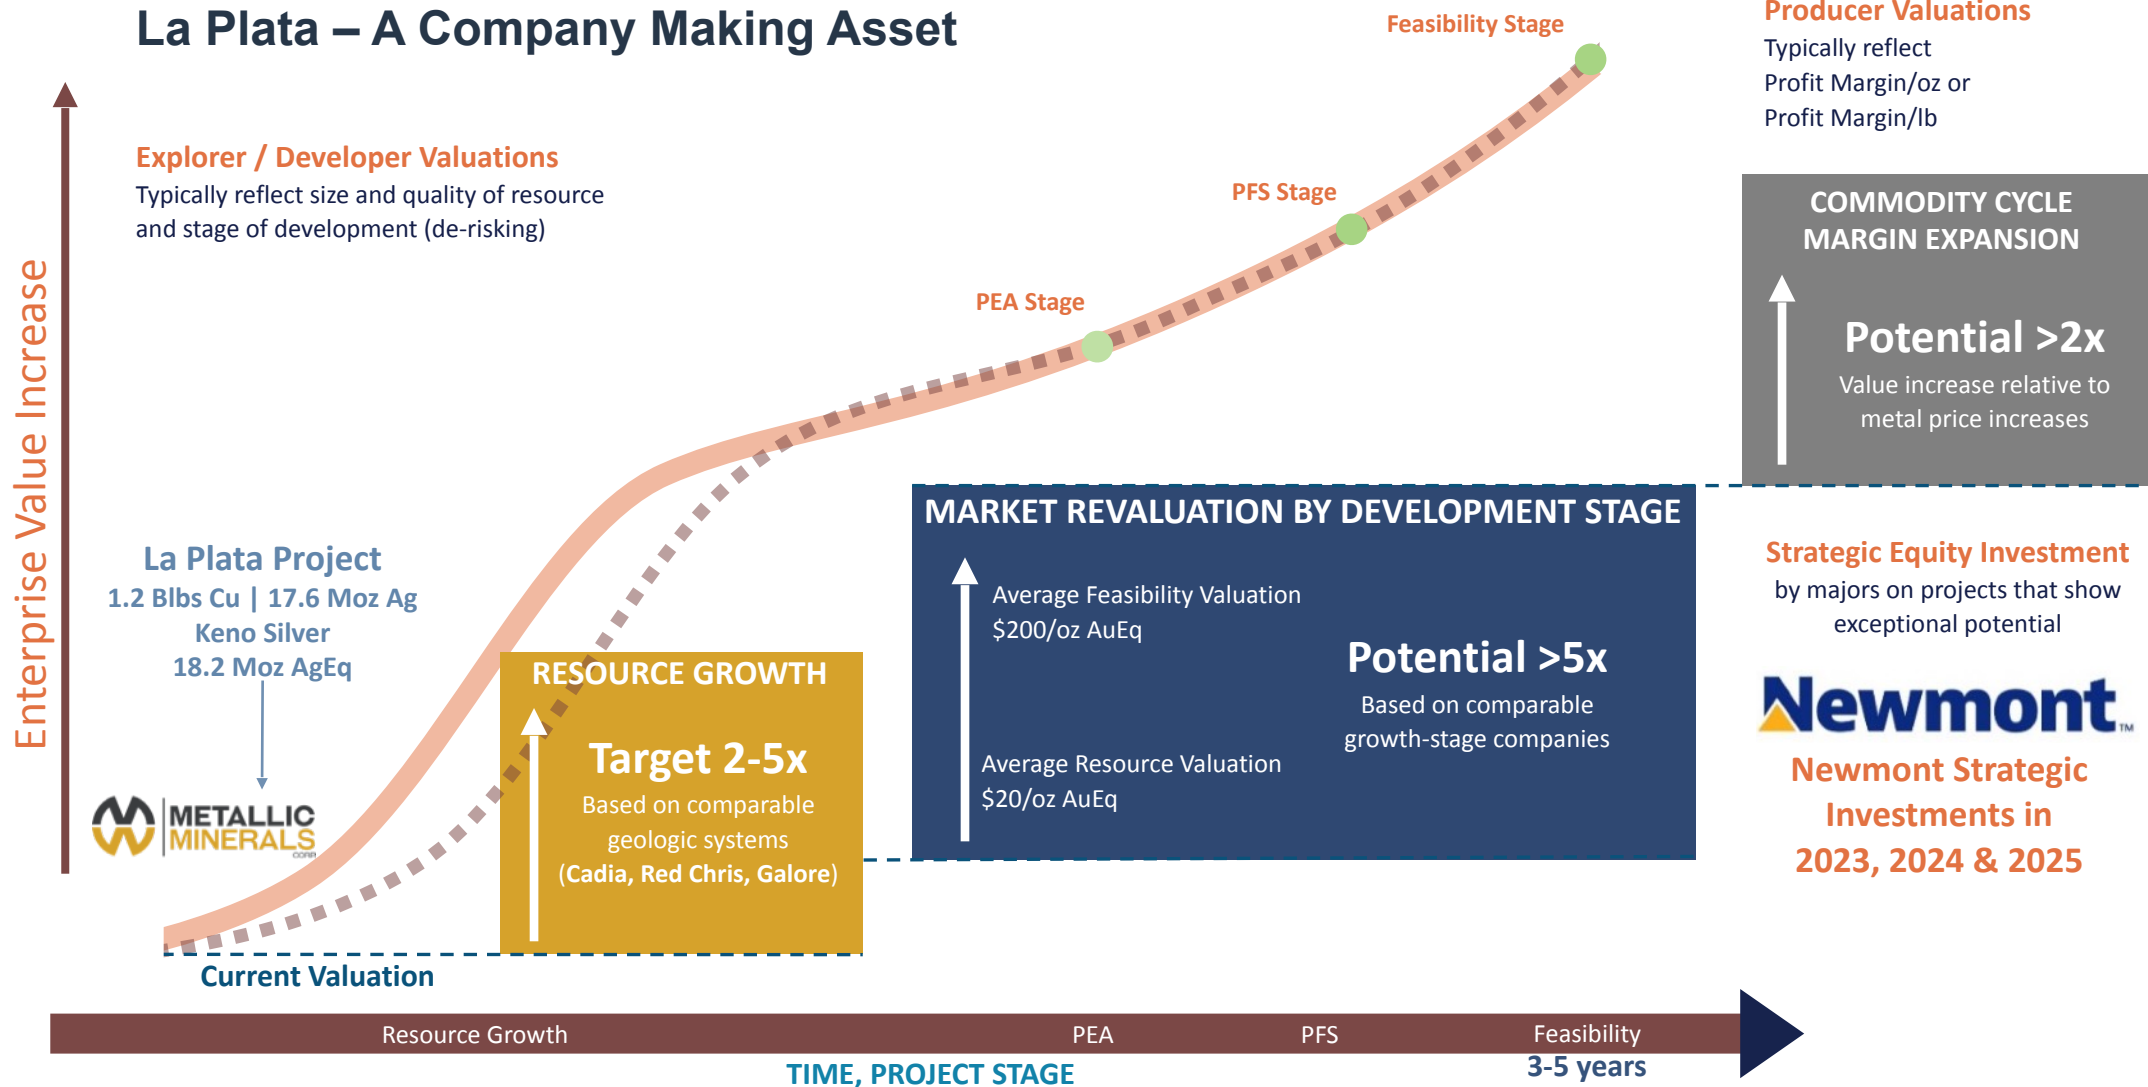 La Plata – A Company Making Asset
Feasibility Stage
Producer Valuations
Typically reflect
Profit Margin/oz or
Profit Margin/lb
Explorer / Developer Valuations
Typically reflect size and quality of resource
and stage of development (de-risking)
PFS Stage
PEA Stage
COMMODITY CYCLE
MARGIN EXPANSION
Potential >2x
Value increase relative to
metal price increases
Enterprise Value Increase
La Plata Project
1.2 Blbs Cu | 17.6 Moz Ag
Keno Silver
18.2 Moz AgEq
METALLIC
MINERALS
CORP.
RESOURCE GROWTH
Target 2-5x
Based on comparable
geologic systems
(Cadia, Red Chris, Galore)
MARKET REVALUATION BY DEVELOPMENT STAGE
Average Feasibility Valuation
$200/oz AuEq
Potential >5x
Based on comparable
growth-stage companies
Average Resource Valuation
$20/oz AuEq
Strategic Equity Investment
by majors on projects that show
exceptional potential
Newmont™
Newmont Strategic
Investments in
2023, 2024 & 2025
Current Valuation
Resource Growth
PEA
PFS
Feasibility
TIME, PROJECT STAGE
3-5 years